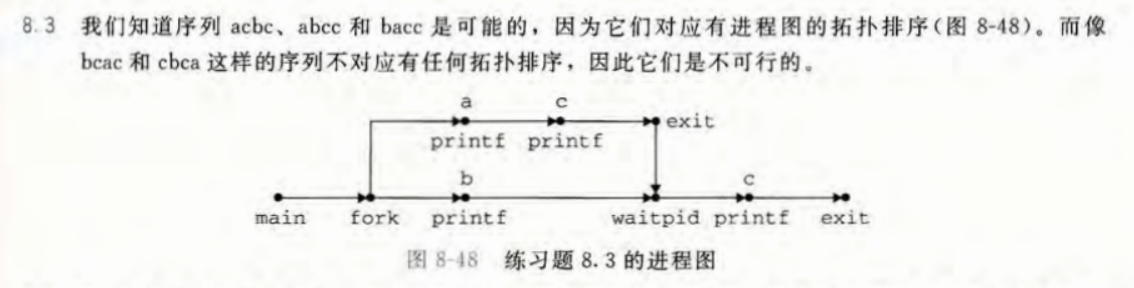 8.3 我们知道序列 acbc、abcc 和 bacc 是可能的，因为它们对应有进程图的拓扑排序(图 8-48)。而像
bcac 和 cbca 这样的序列不对应有任何拓扑排序，因此它们是不可行的。
a c
exit
printf printf
b c
main fork printf waitpid printf exit
图 8-48 练习题 8.3 的进程图